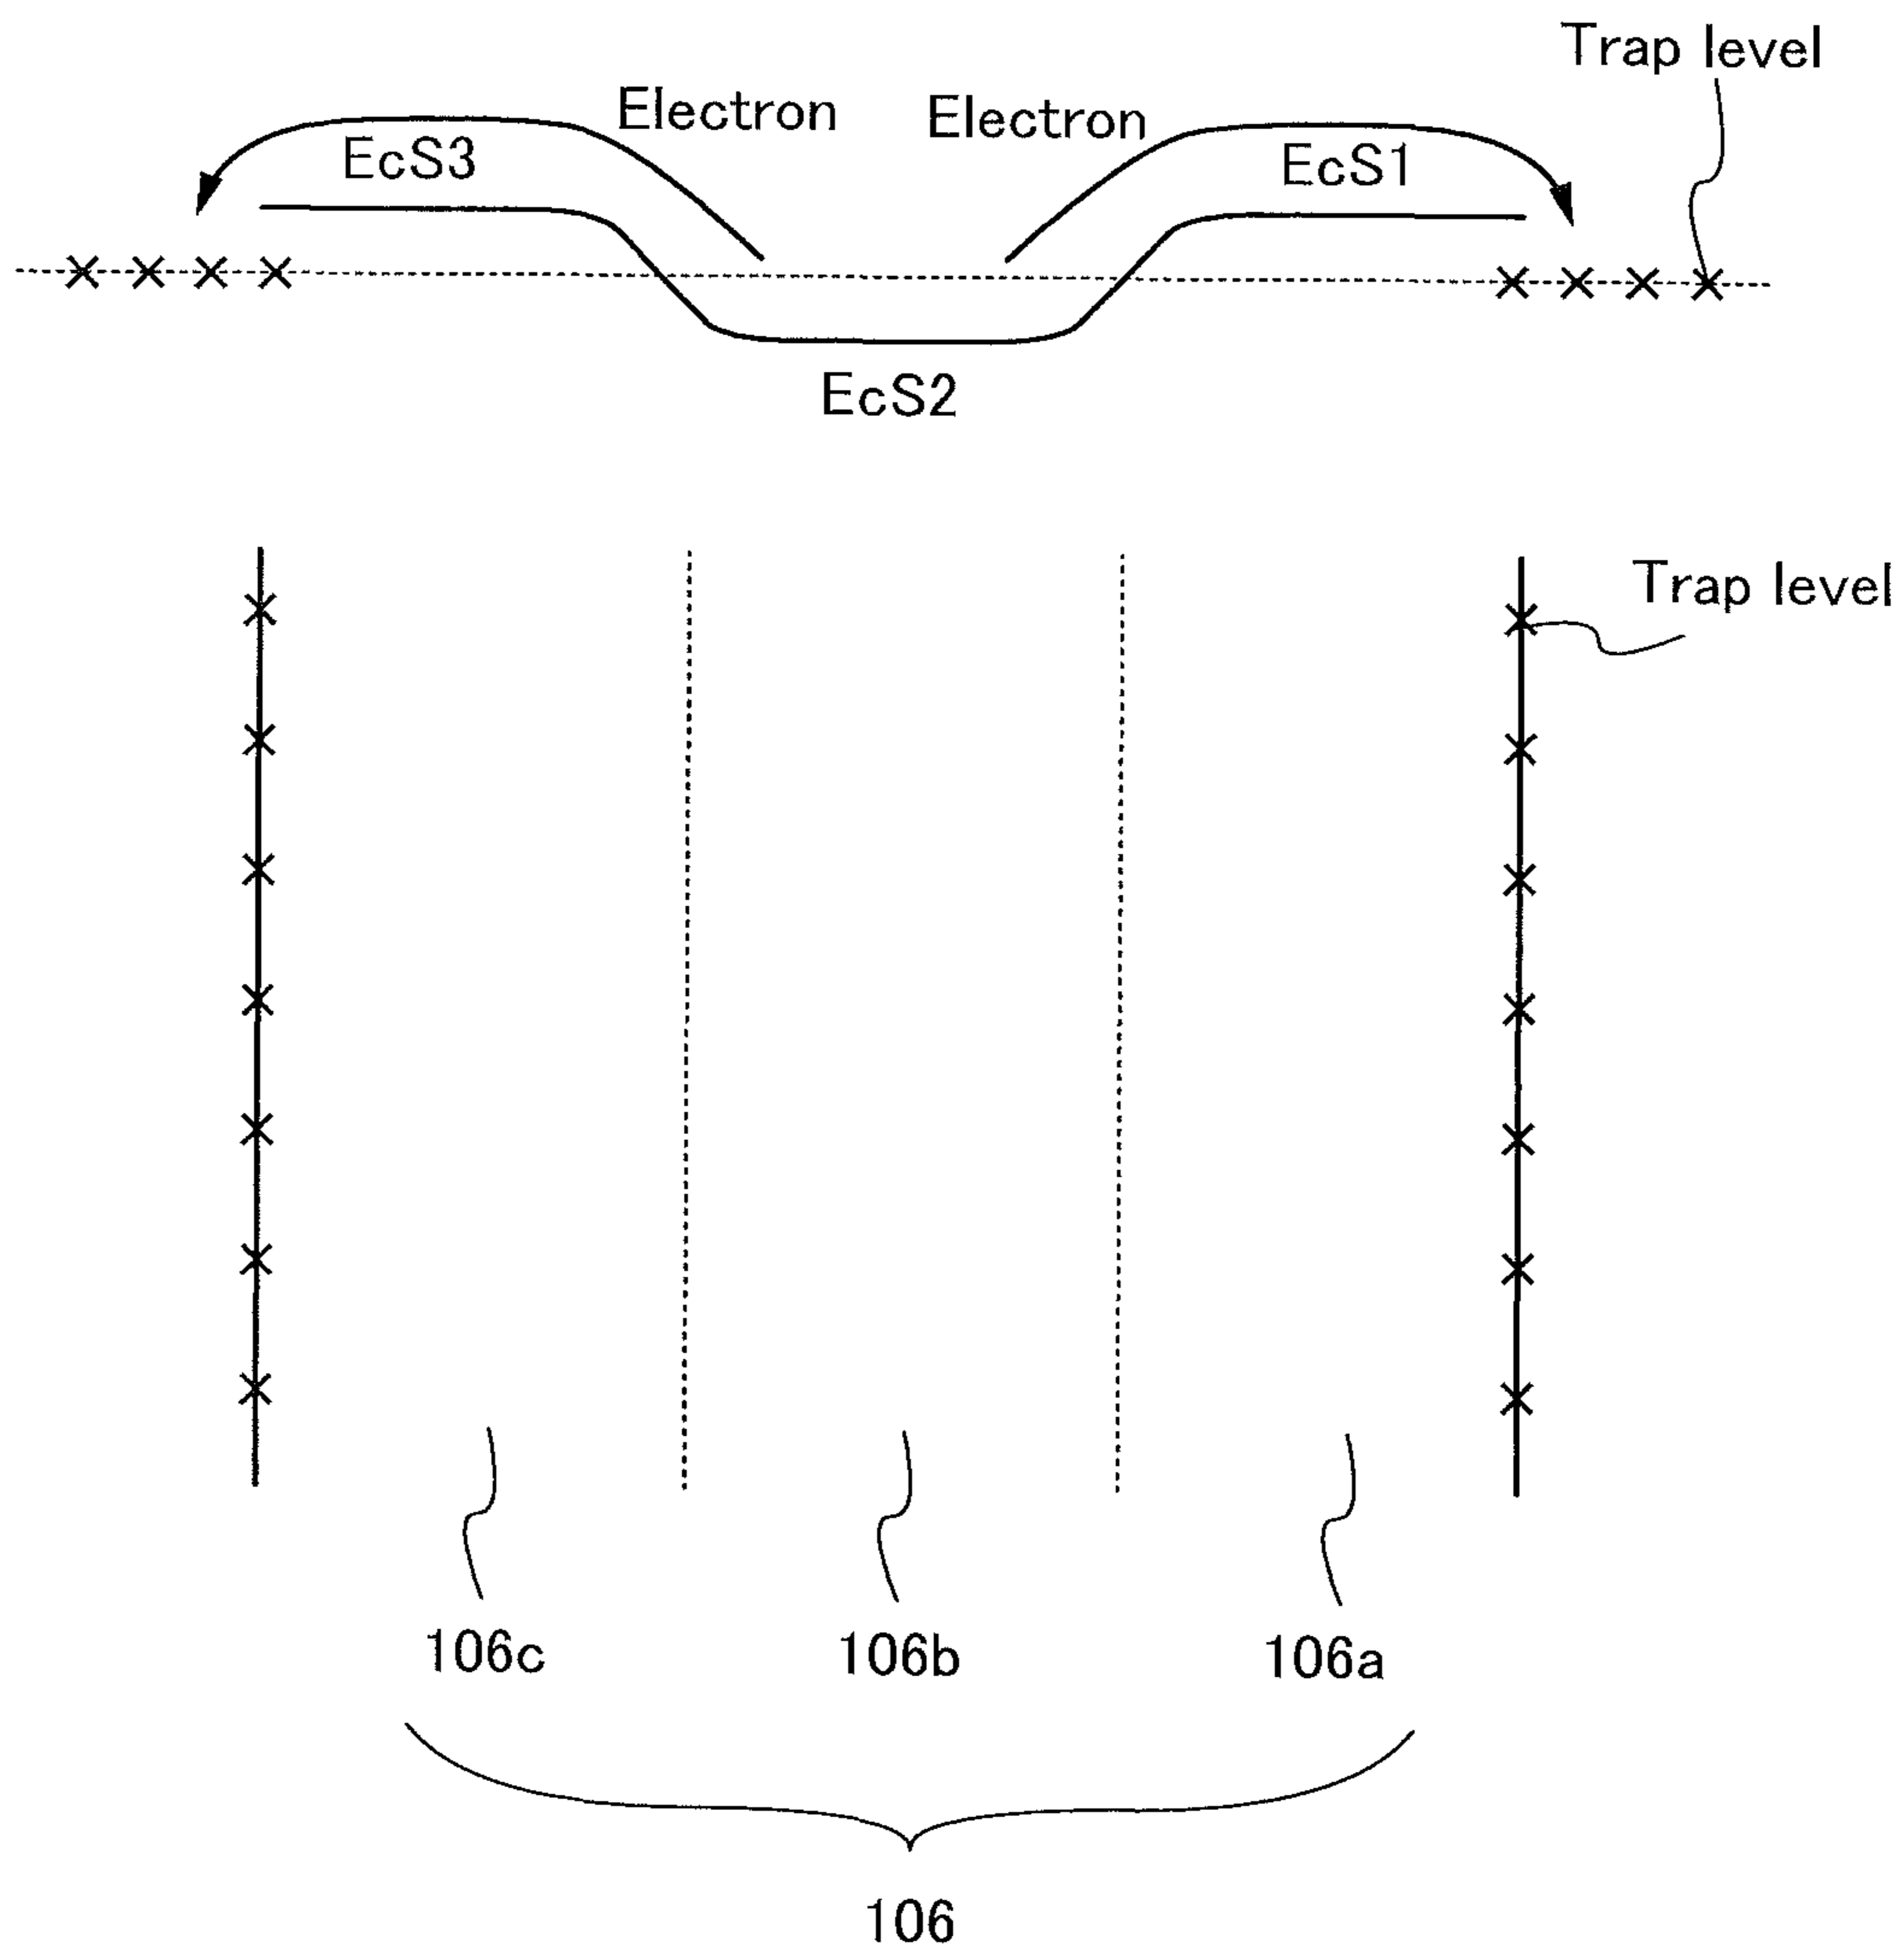 Trap level
Electron
Electron
EcS3
EcS1
EcS2
Trap level
106c
106b
106a
106